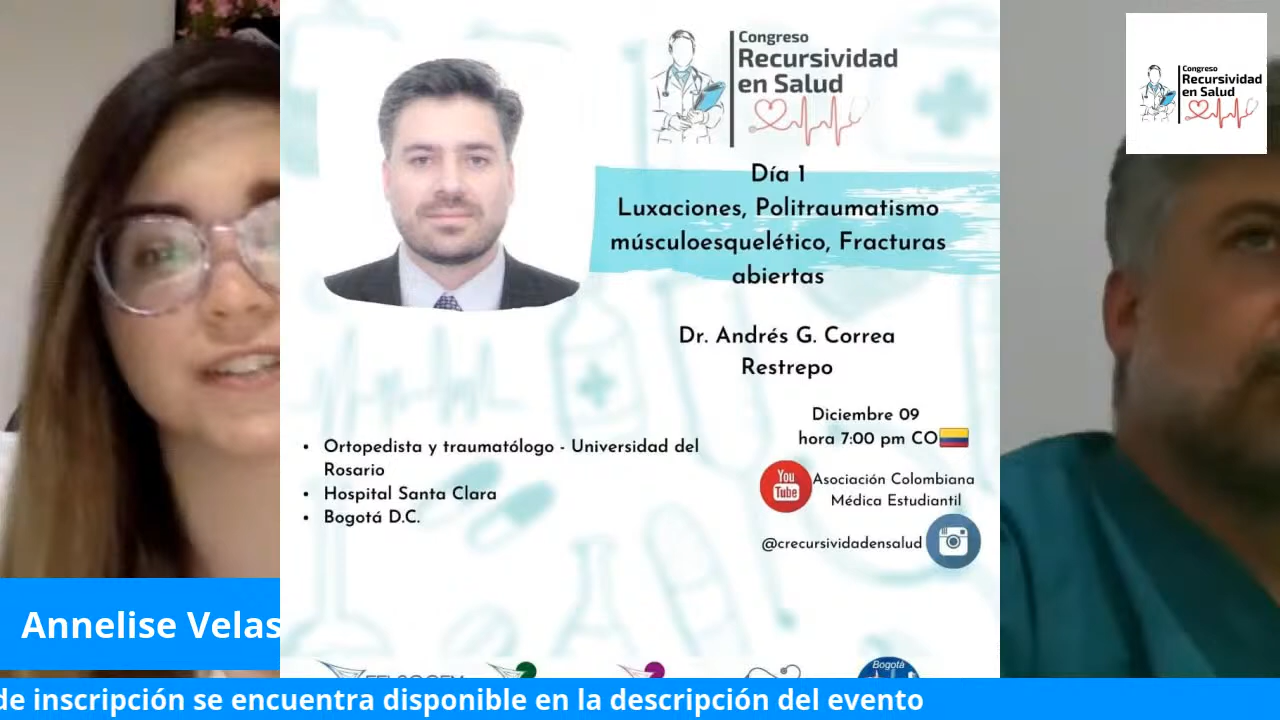 Congreso
Recursividad
en Salud
Congreso
Recursividad
en Salud
Día 1
Luxaciones, Politraumatismo
músculoesquelético, Fracturas
abiertas
Dr. Andrés G. Correa
Restrepo
Diciembre 09
hora 7:00 pm CO
• Ortopedista y traumatólogo - Universidad del
Rosario
• Hospital Santa Clara
• Bogotá D.C.
You
Tube
Asociación Colombiana
Médica Estudiantil
@crecursividadensalud
Annelise Velas
Bogotá
de inscripción se encuentra disponible en la descripción del evento